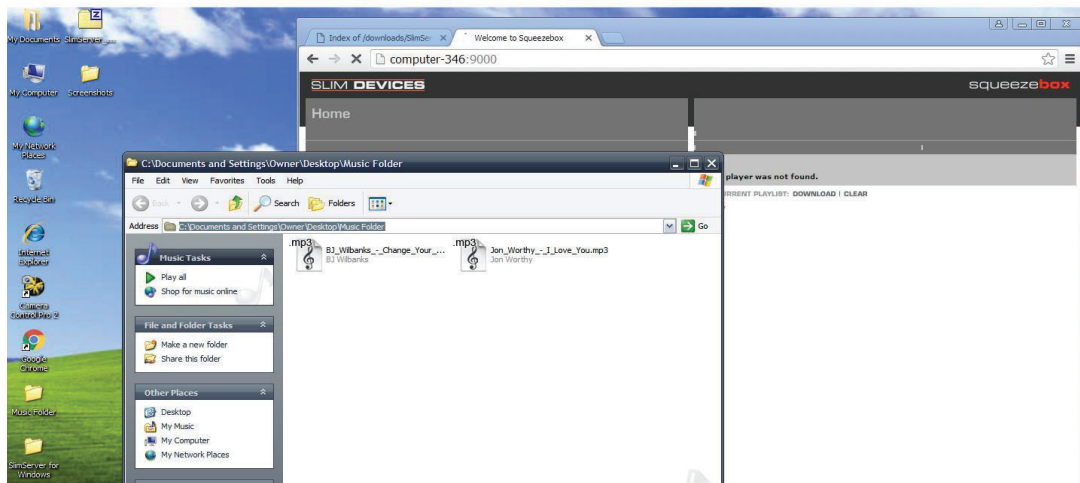 My Documents
SlimServer_...
My Computer
Screenshots
My Network
Places
Recycle Bin
Internet
Explorer
Camera
Control Pro 2
Google
Chrome
Music Folder
SlimServer for
Windows
Index of /downloads/SlimSer
Welcome to Squeezebox
computer-346:9000
SLIM DEVICES
squeezebox
Home
player was not found.
CURRENT PLAYLIST: DOWNLOAD | CLEAR
C:\Documents and Settings\Owner\Desktop\Music Folder
File Edit View Favorites Tools Help
Back
Search
Folders
Address C:\Documents and Settings\Owner\Desktop\Music Folder
Go
Music Tasks
Play all
Shop for music online
File and Folder Tasks
Make a new folder
Share this folder
Other Places
Desktop
My Music
My Computer
My Network Places
.mp3
BJ_Wilbanks_-_Change_Your_...
BJ Wilbanks
.mp3
Jon_Worthy_-_I_Love_You.mp3
Jon Worthy